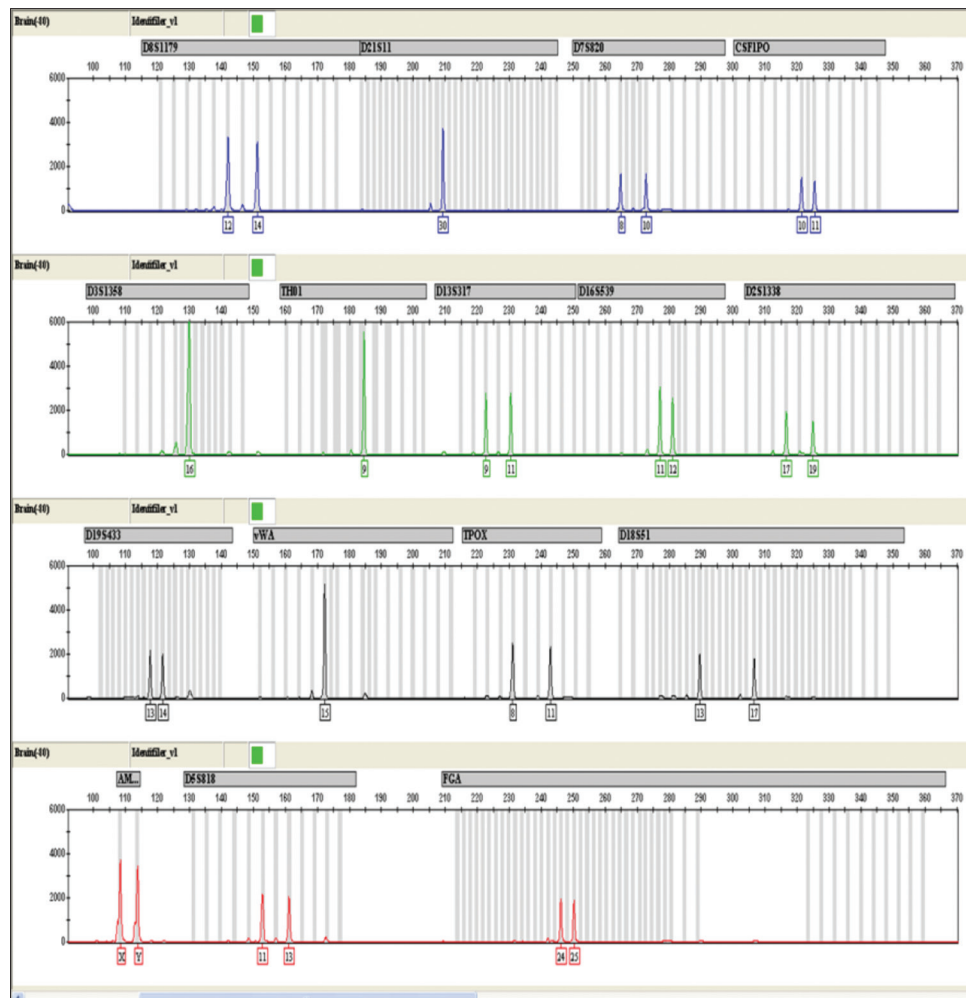 Brain(-80) Identifiler_v1
D8S1179 D21S11 D7S820 CSF1PO
100 110 120 130 140 150 160 170 180 190 200 210 220 230 240 250 260 270 280 290 300 310 320 330 340 350 360 370
6000
4000
2000
0
12 14 30 8 10 10 11
Brain(-80) Identifiler_v1
D3S1358 TH01 D13S317 D16S539 D2S1338
100 110 120 130 140 150 160 170 180 190 200 210 220 230 240 250 260 270 280 290 300 310 320 330 340 350 360 370
6000
4000
2000
0
16 9 9 11 11 12 17 19
Brain(-80) Identifiler_v1
D19S433 vWA TPOX D18S51
100 110 120 130 140 150 160 170 180 190 200 210 220 230 240 250 260 270 280 290 300 310 320 330 340 350 360 370
6000
4000
2000
0
13 14 15 8 11 13 17
Brain(-80) Identifiler_v1
AM... D5S818 FGA
100 110 120 130 140 150 160 170 180 190 200 210 220 230 240 250 260 270 280 290 300 310 320 330 340 350 360 370
6000
4000
2000
0
X Y 11 13 24 25